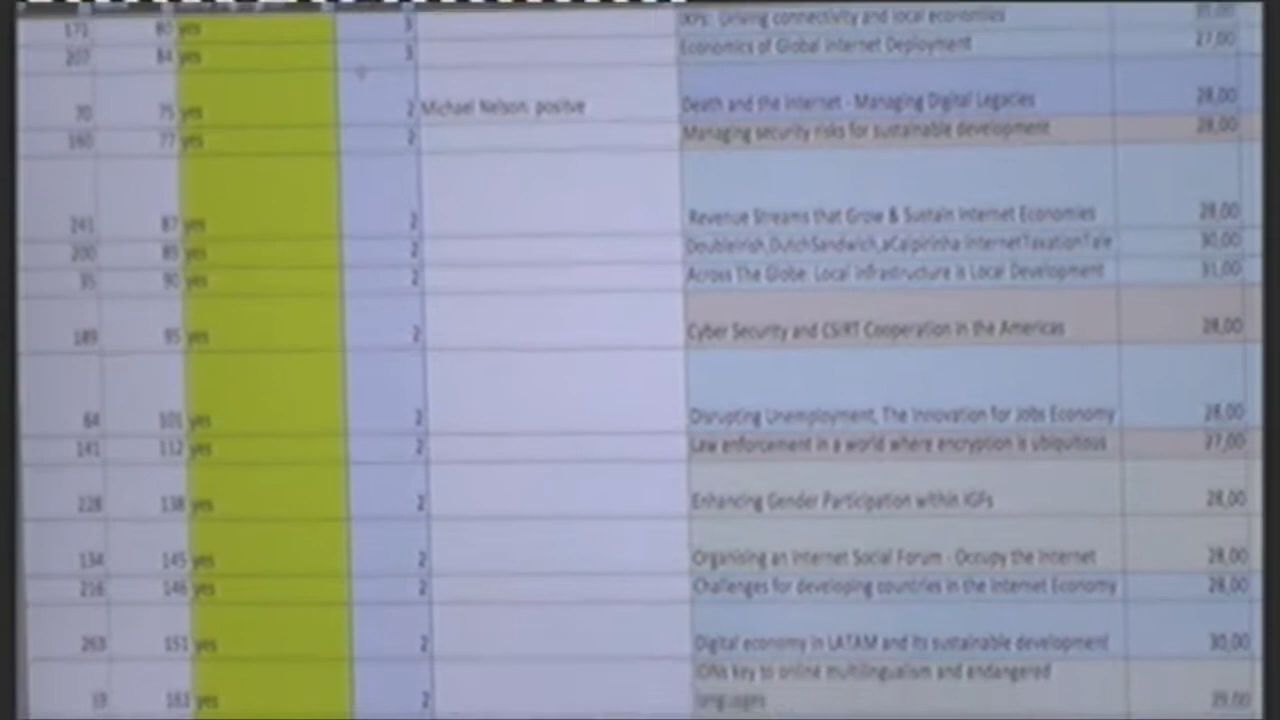 171 80 yes 3 IXPs: Driving connectivity and local economies
207 84 yes 3 Economics of Global Internet Deployment 27,00
70 75 yes 2 Michael Nelson: positve Death and the Internet - Managing Digital Legacies 28,00
160 77 yes 2 Managing security risks for sustainable development 28,00
241 87 yes 2 Revenue Streams that Grow & Sustain Internet Economies 28,00
200 89 yes 2 DoubleIrish,DutchSandwich,aCaipirinha-InternetTaxationTale 30,00
35 90 yes 2 Across The Globe: Local infrastructure is Local Development 31,00
189 95 yes 2 Cyber Security and CSIRT Cooperation in the Americas 28,00
64 101 yes 2 Disrupting Unemployment, The Innovation for Jobs Economy 28,00
141 112 yes 2 Law enforcement in a world where encryption is ubiquitous 27,00
228 138 yes 2 Enhancing Gender Participation within IGFs 28,00
134 145 yes 2 Organising an Internet Social Forum - Occupy the Internet 28,00
216 146 yes 2 Challenges for developing countries in the Internet Economy 28,00
263 151 yes 2 Digital economy in LATAM and its sustainable development 30,00
IDNs key to online multilingualism and endangered
yes 2 languages